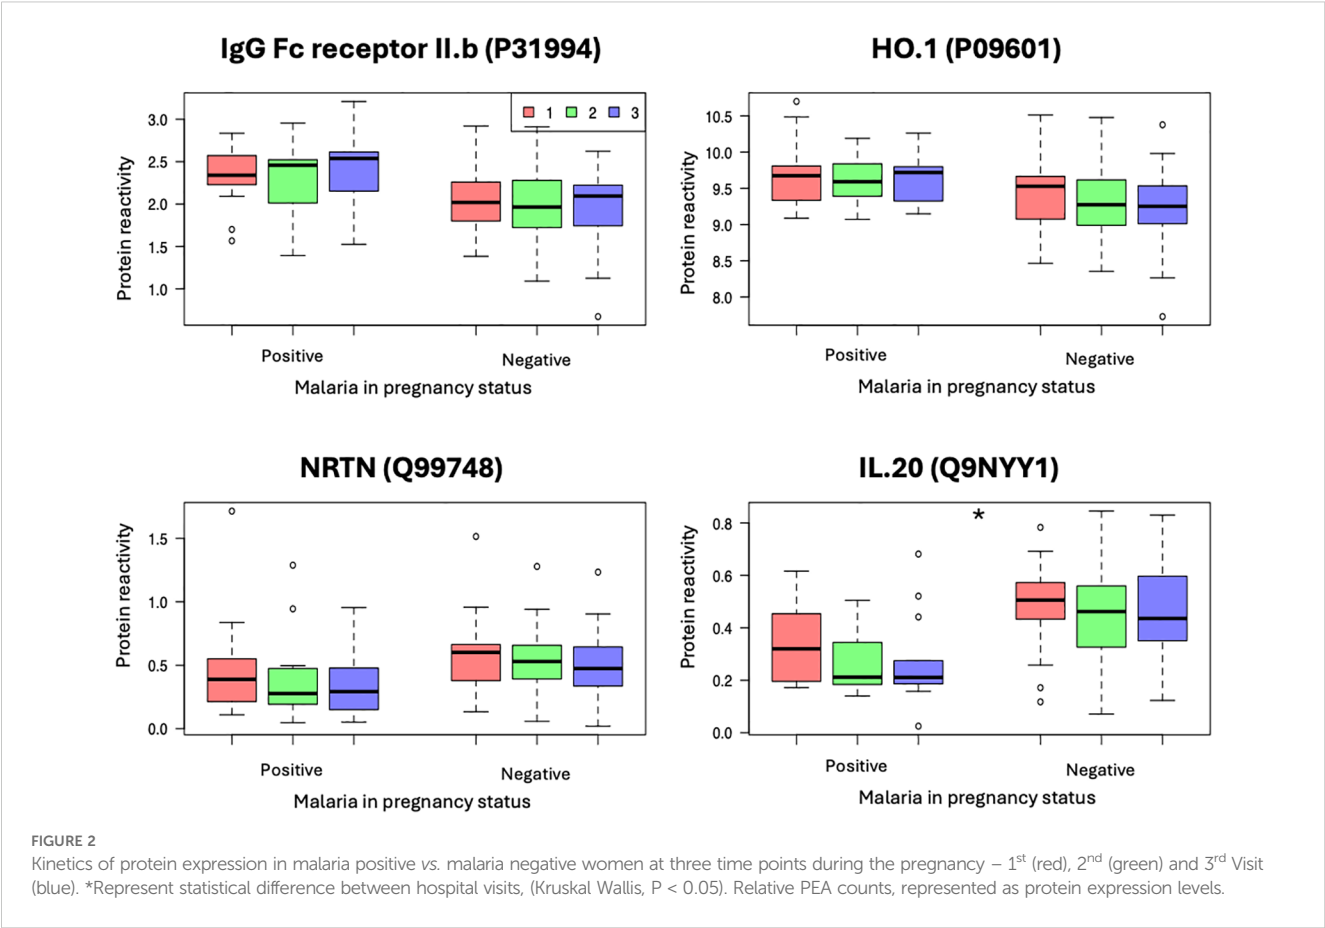 IgG Fc receptor II.b (P31994)
HO.1 (P09601)
Protein reactivity
3.0
2.5
2.0
1.5
1.0
1 2 3
Positive
Negative
Malaria in pregnancy status
Protein reactivity
10.5
10.0
9.5
9.0
8.5
8.0
Positive
Negative
Malaria in pregnancy status
NRTN (Q99748)
IL.20 (Q9NYY1)
Protein reactivity
1.5
1.0
0.5
0.0
Positive
Negative
Malaria in pregnancy status
Protein reactivity
0.8
0.6
0.4
0.2
0.0
*
Positive
Negative
Malaria in pregnancy status
FIGURE 2
Kinetics of protein expression in malaria positive vs. malaria negative women at three time points during the pregnancy – 1st (red), 2nd (green) and 3rd Visit
(blue). *Represent statistical difference between hospital visits, (Kruskal Wallis, P < 0.05). Relative PEA counts, represented as protein expression levels.